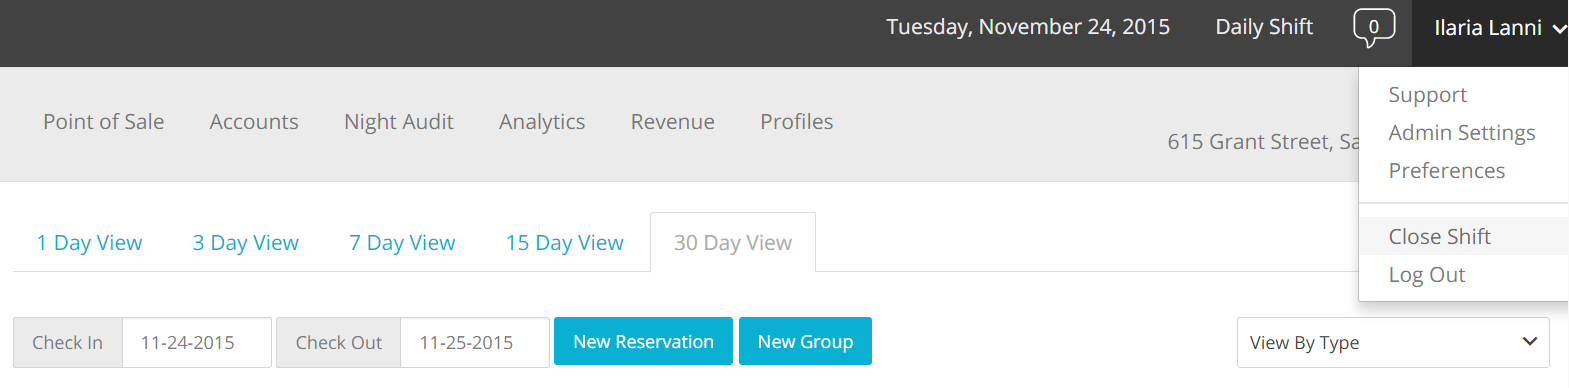 Tuesday, November 24, 2015 Daily Shift 0 Ilaria Lanni
Support
Point of Sale Accounts Night Audit Analytics Revenue Profiles
Admin Settings
615 Grant Street, Sa
Preferences
1 Day View 3 Day View 7 Day View 15 Day View 30 Day View
Close Shift
Log Out
Check In 11-24-2015 Check Out 11-25-2015 New Reservation New Group View By Type